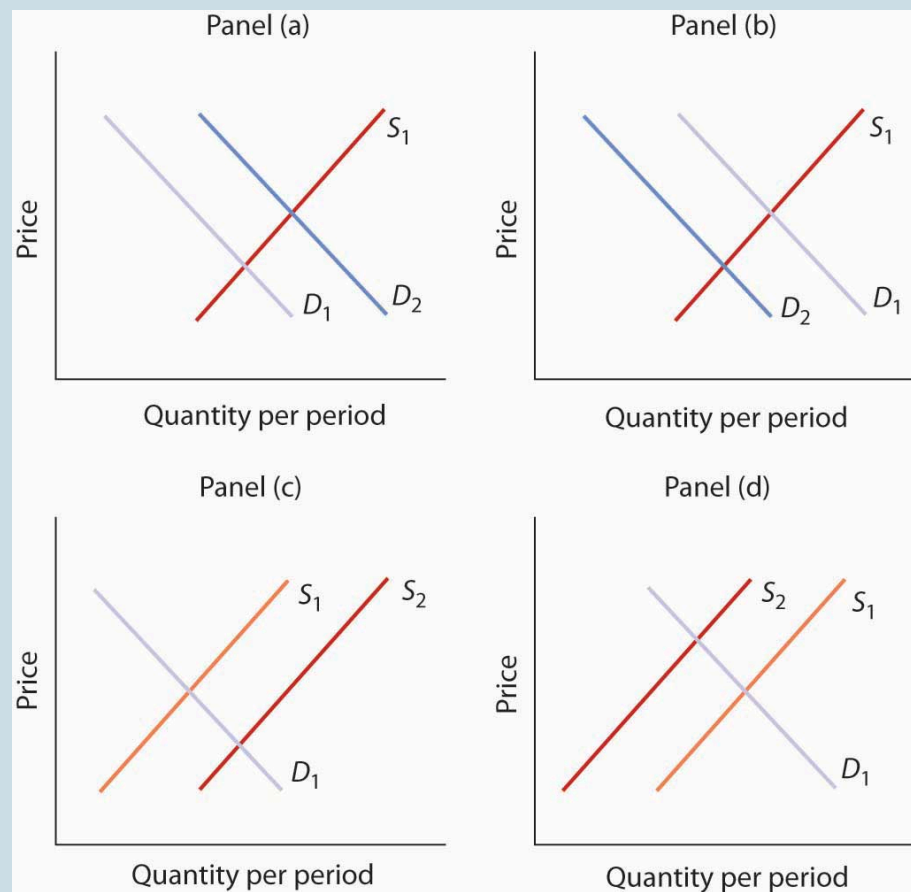 Panel (a)
Price
S₁
D₁
D₂
Quantity per period
Panel (b)
Price
S₁
D₂
D₁
Quantity per period
Panel (c)
Price
S₁
S₂
D₁
Quantity per period
Panel (d)
Price
S₂
S₁
D₁
Quantity per period